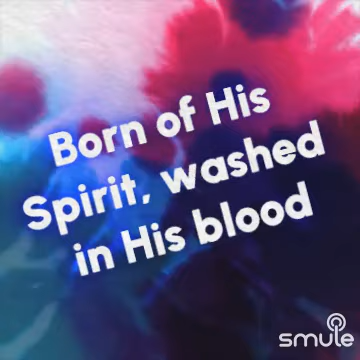 Born of His
Spirit, washed
in His blood
smule